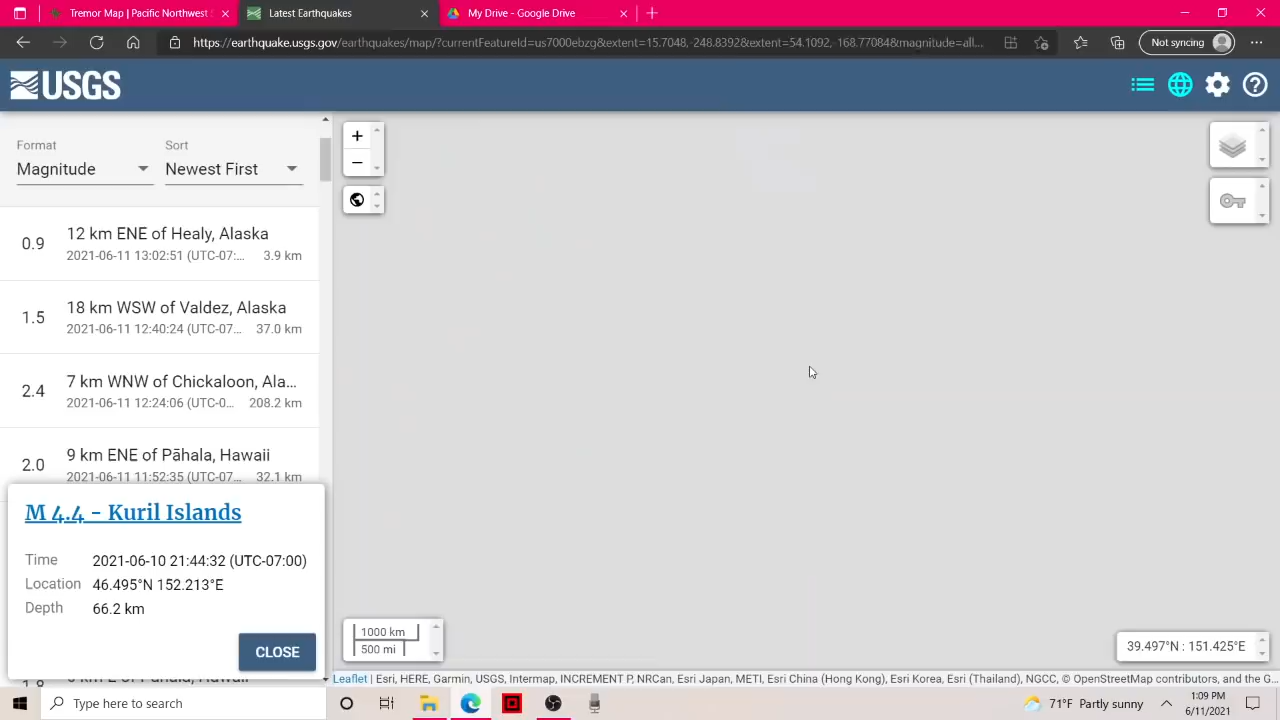 Tremor Map | Pacific Northwest
Latest Earthquakes
My Drive - Google Drive
https://earthquake.usgs.gov/earthquakes/map/?currentFeatureId=us7000ebzg&extent=15.7048,-248.8392&extent=54.1092,-168.77084&magnitude=all...
Not syncing
USGS
Format
Sort
Magnitude
Newest First
0.9
12 km ENE of Healy, Alaska
2021-06-11 13:02:51 (UTC-07:...
3.9 km
1.5
18 km WSW of Valdez, Alaska
2021-06-11 12:40:24 (UTC-07...
37.0 km
2.4
7 km WNW of Chickaloon, Ala...
2021-06-11 12:24:06 (UTC-0...
208.2 km
2.0
9 km ENE of Pāhala, Hawaii
2021-06-11 11:52:35 (UTC-07...
32.1 km
M 4.4 - Kuril Islands
Time 2021-06-10 21:44:32 (UTC-07:00)
Location 46.495°N 152.213°E
Depth 66.2 km
CLOSE
1000 km
500 mi
39.497°N : 151.425°E
Leaflet | Esri, HERE, Garmin, USGS, Intermap, INCREMENT P, NRCan, Esri Japan, METI, Esri China (Hong Kong), Esri Korea, Esri (Thailand), NGCC, © OpenStreetMap contributors, and the G...
Type here to search
71°F Partly sunny
1:09 PM
6/11/2021